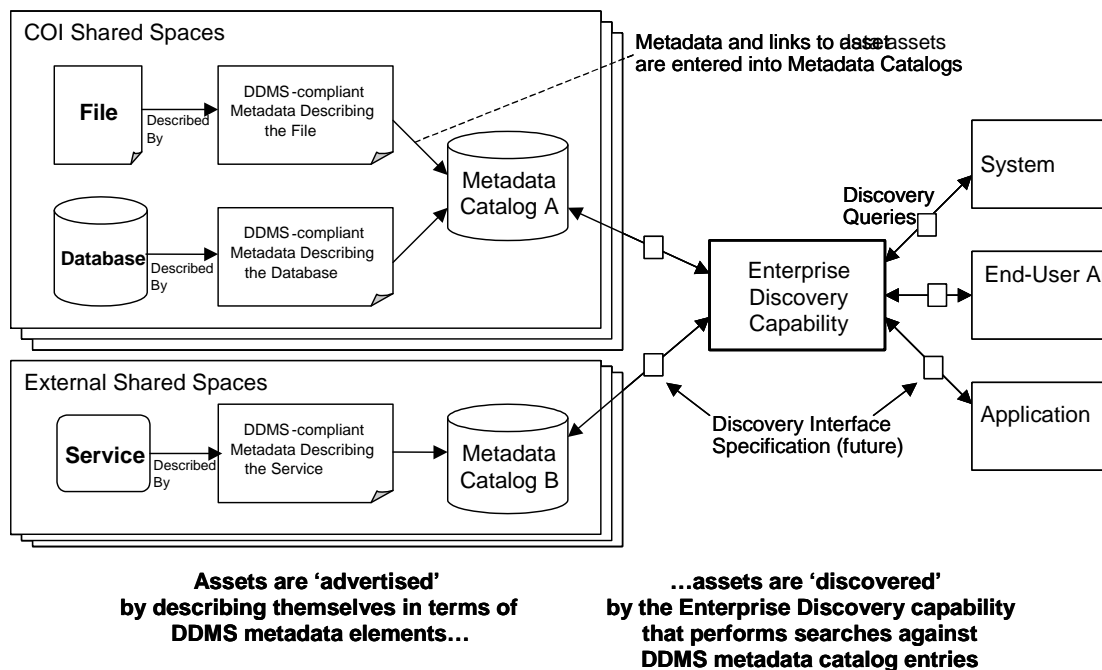 COI Shared Spaces
File
Described
By
DDMS-compliant
Metadata Describing
the File
Metadata and links to asset
are entered into Metadata Catalogs
Database
Described
By
DDMS-compliant
Metadata Describing
the Database
Metadata
Catalog A
External Shared Spaces
Service
Described
By
DDMS-compliant
Metadata Describing
the Service
Metadata
Catalog B
Enterprise
Discovery
Capability
Discovery
Queries
System
End-User A
Application
Discovery Interface
Specification (future)
Assets are ‘advertised’
by describing themselves in terms of
DDMS metadata elements…
…assets are ‘discovered’
by the Enterprise Discovery capability
that performs searches against
DDMS metadata catalog entries